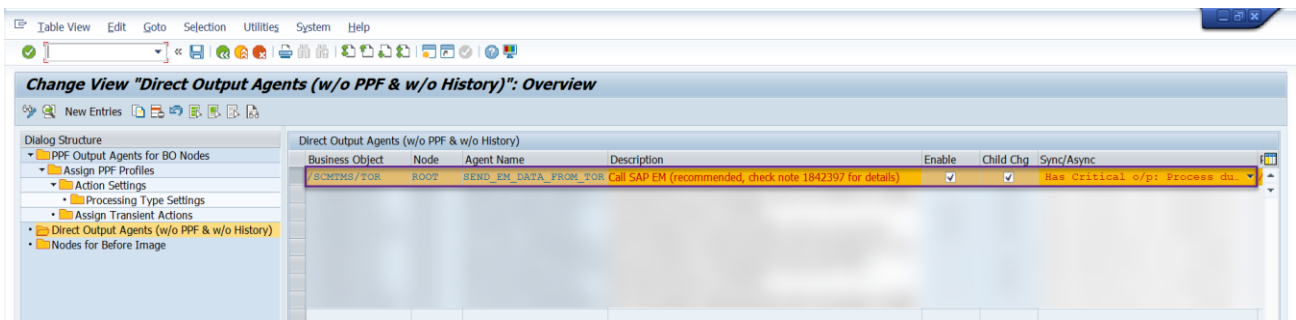 Table View Edit Goto Selection Utilities System Help
Change View "Direct Output Agents (w/o PPF & w/o History)": Overview
New Entries
Dialog Structure
PPF Output Agents for BO Nodes
Assign PPF Profiles
Action Settings
Processing Type Settings
Assign Transient Actions
Direct Output Agents (w/o PPF & w/o History)
Nodes for Before Image
Direct Output Agents (w/o PPF & w/o History)
Business Object Node Agent Name Description Enable Child Chg Sync/Async
/SCMTMS/TOR ROOT SEND_EM_DATA_FROM_TOR Call SAP EM (recommended, check note 1842397 for details) Has Critical o/p: Process du…